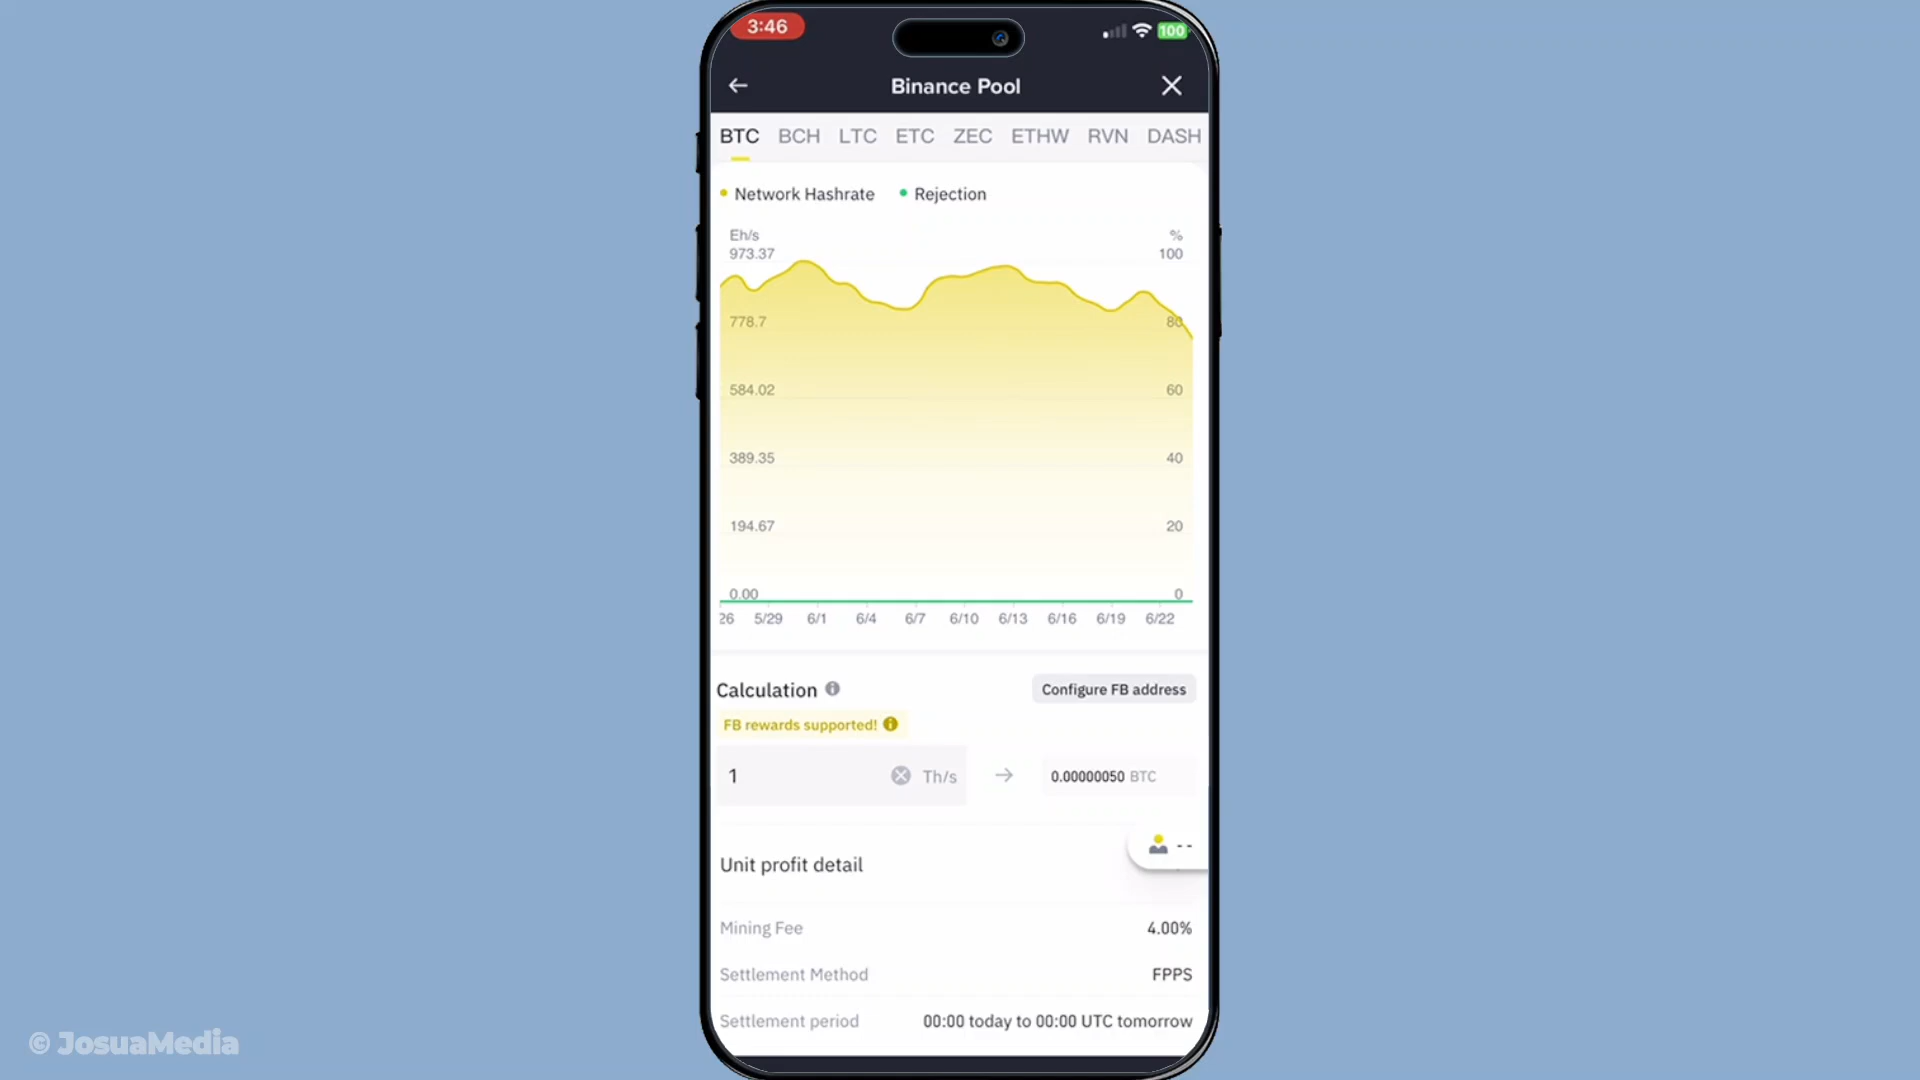 3:46
100
Binance Pool
BTC BCH LTC ETC ZEC ETHW RVN DASH
Network Hashrate Rejection
Eh/s %
973.37 100
778.7 80
584.02 60
389.35 40
194.67 20
0.00 0
26 5/29 6/1 6/4 6/7 6/10 6/13 6/16 6/19 6/22
Calculation Configure FB address
FB rewards supported!
1 Th/s → 0.00000050 BTC
--
Unit profit detail
Mining Fee 4.00%
Settlement Method FPPS
Settlement period 00:00 today to 00:00 UTC tomorrow
© JosuaMedia